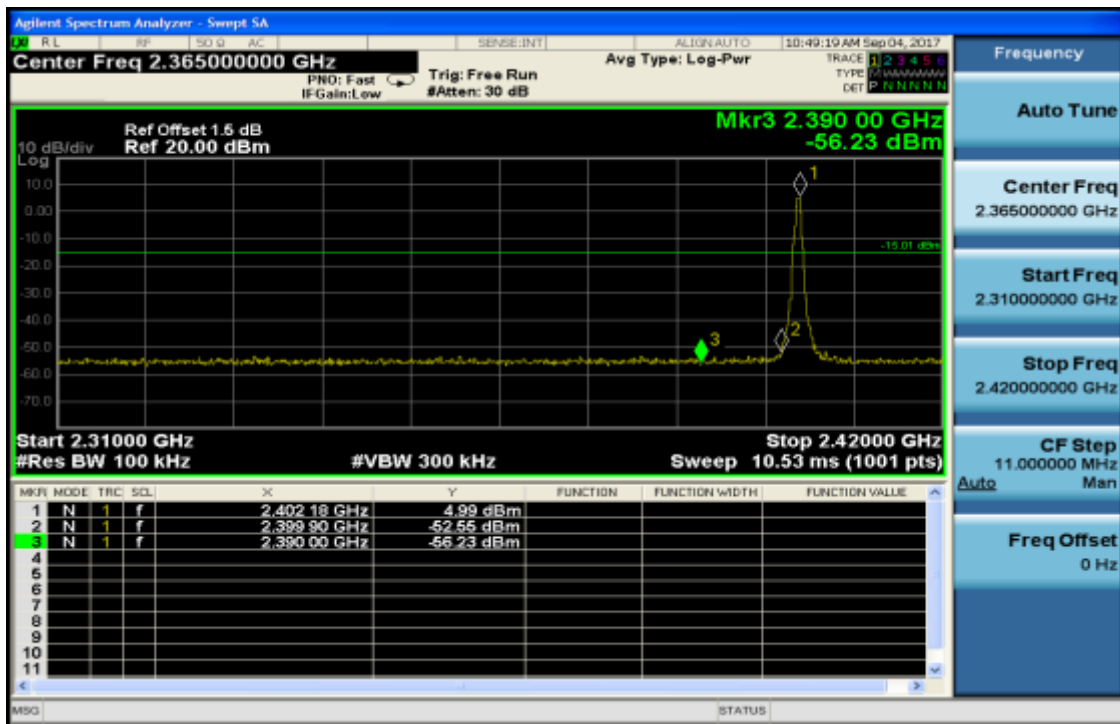 Agilent Spectrum Analyzer - Swept SA
RL RF 50 Ω AC SENSE:INT ALIGN AUTO 10:49:19 AM Sep 04, 2017
Center Freq 2.365000000 GHz Avg Type: Log-Pwr TRACE 1 2 3 4 5 6
PNO: Fast Trig: Free Run TYPE MWWWWW
IFGain:Low #Atten: 30 dB DET P N N N N N
Mkr3 2.390 00 GHz
Ref Offset 1.5 dB -56.23 dBm
10 dB/div Ref 20.00 dBm
Log
10.0
0.00
-10.0
-15.01 dBm
-20.0
-30.0
-40.0
-50.0
-60.0
-70.0
1
2
3
Start 2.31000 GHz Stop 2.42000 GHz
#Res BW 100 kHz #VBW 300 kHz Sweep 10.53 ms (1001 pts)
MKR MODE TRC SCL X Y FUNCTION FUNCTION WIDTH FUNCTION VALUE
1 N 1 f 2.402 18 GHz 4.99 dBm
2 N 1 f 2.399 90 GHz -52.55 dBm
3 N 1 f 2.390 00 GHz -56.23 dBm
4
5
6
7
8
9
10
11
MSG STATUS
Frequency
Auto Tune
Center Freq
2.365000000 GHz
Start Freq
2.310000000 GHz
Stop Freq
2.420000000 GHz
CF Step
11.000000 MHz
Auto Man
Freq Offset
0 Hz